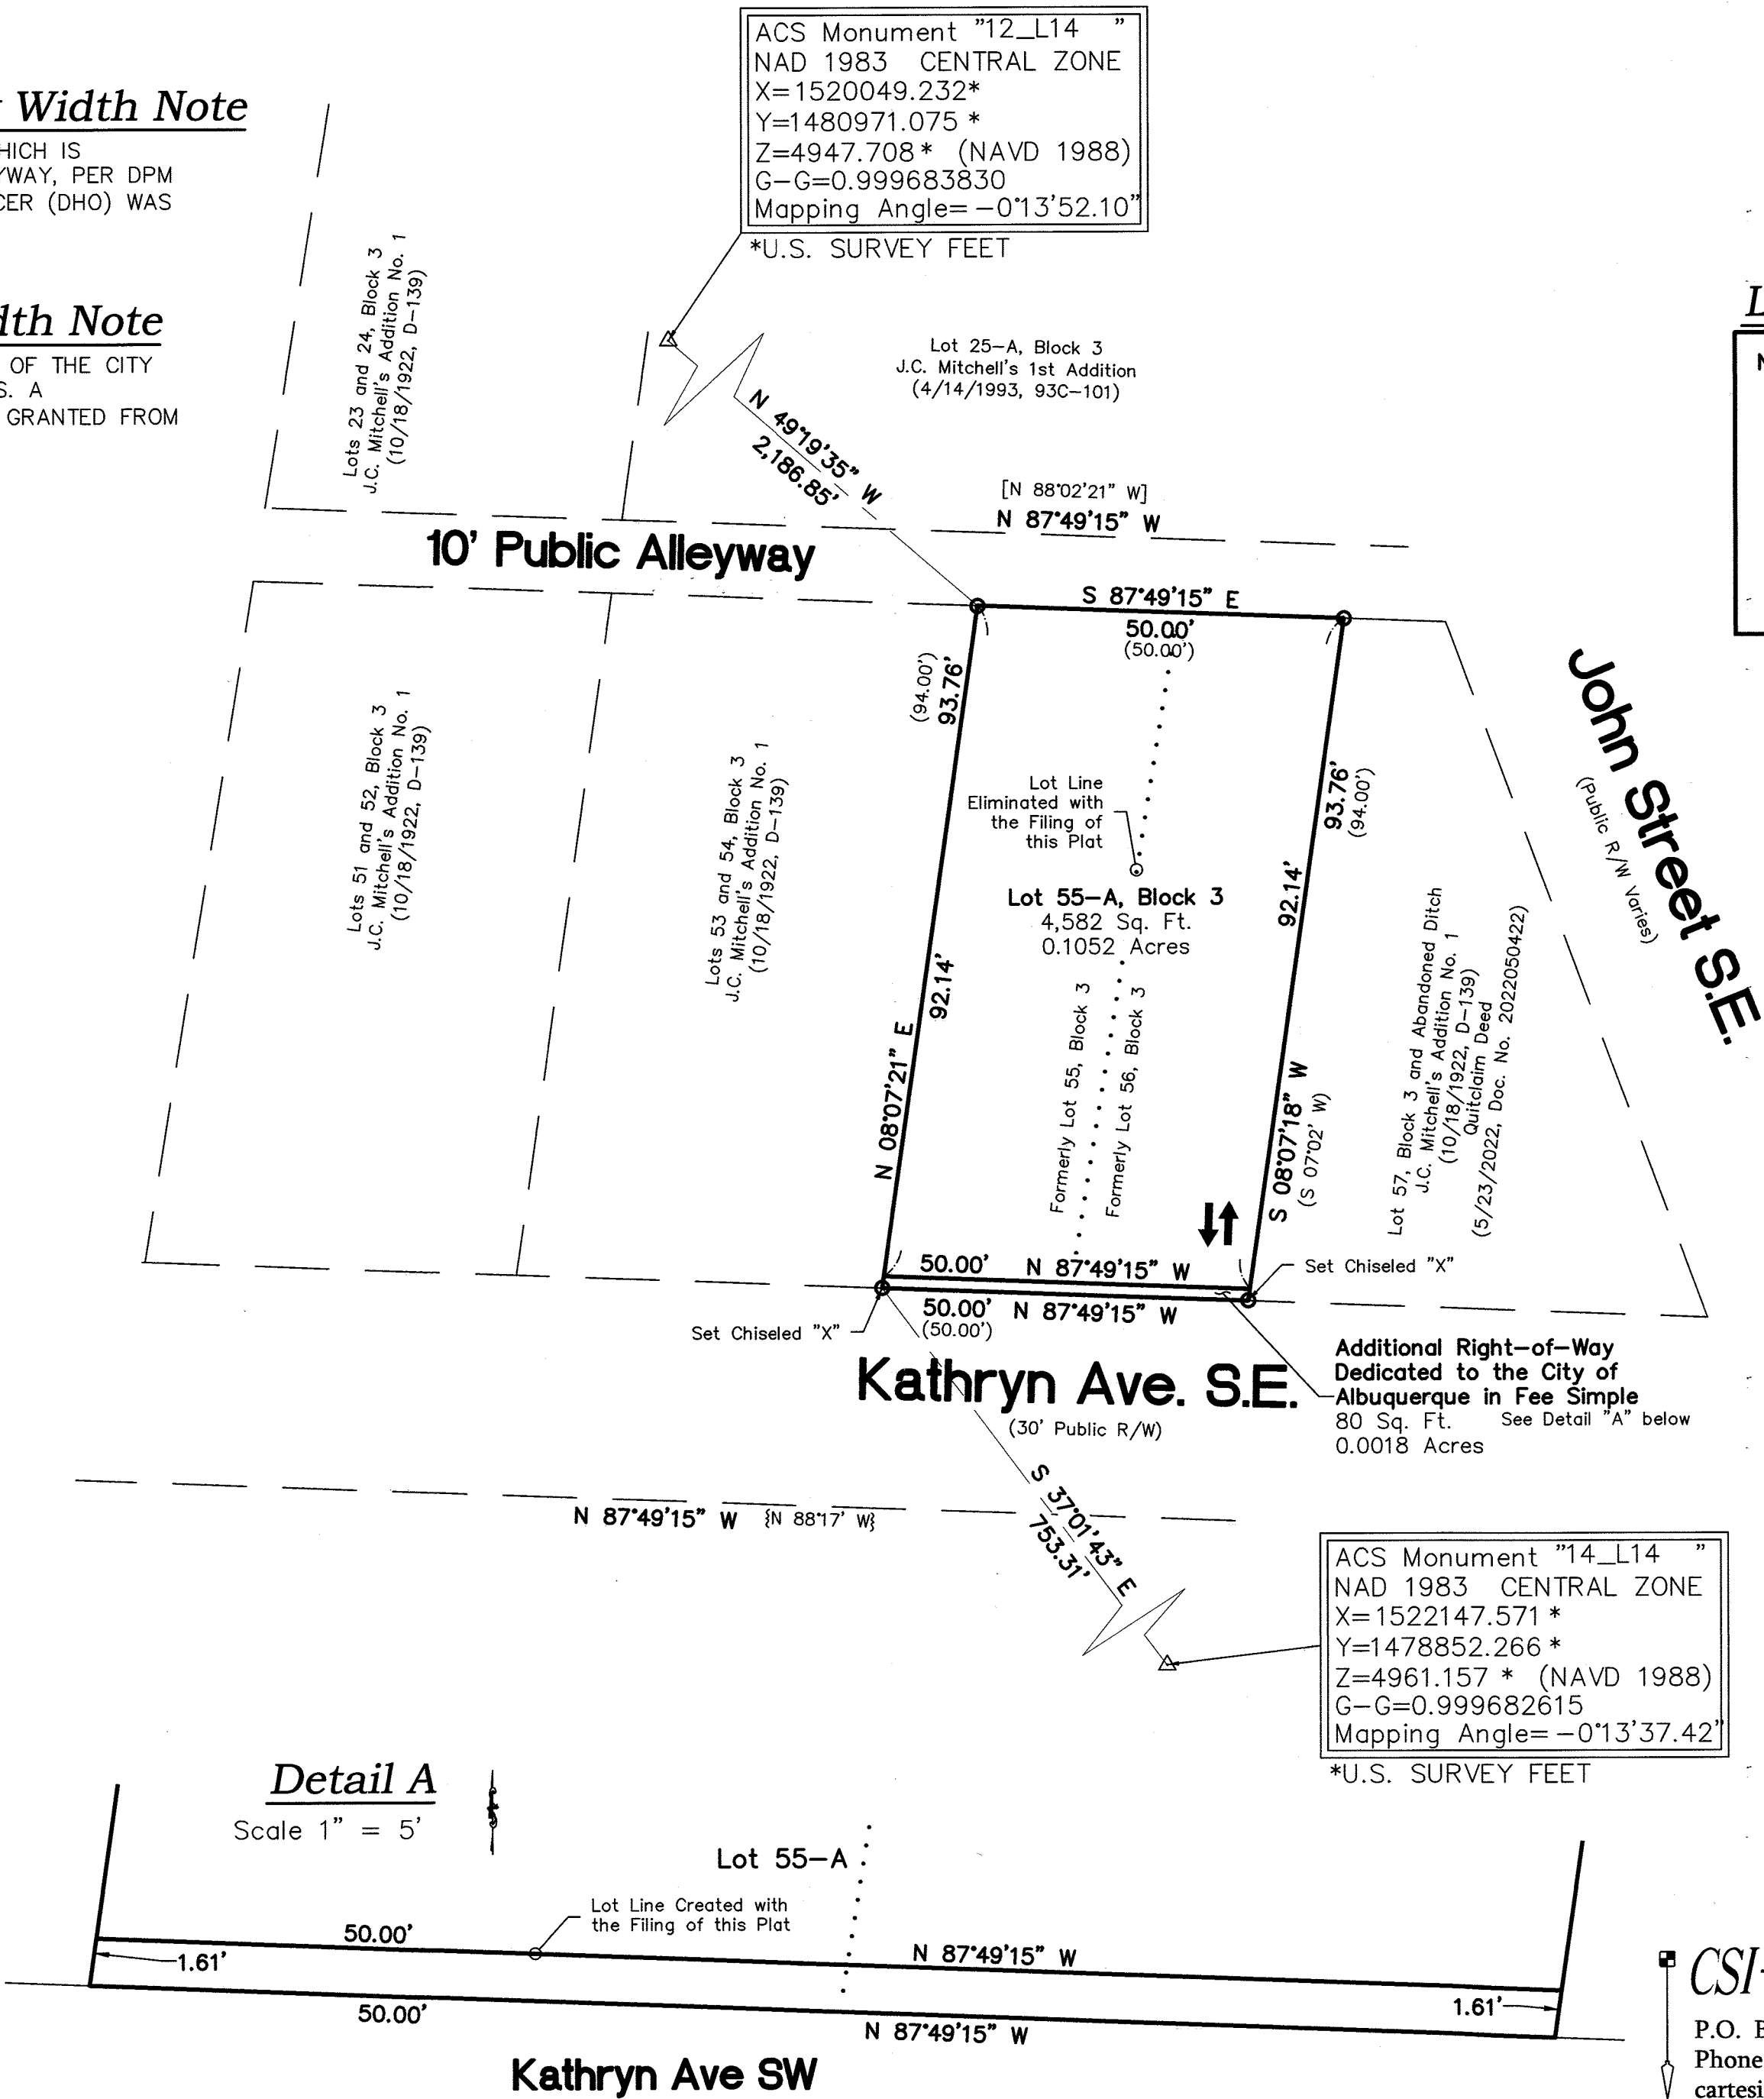 Width Note
HICH IS
YWAY, PER DPM
CER (DHO) WAS
dth Note
OF THE CITY
S. A
GRANTED FROM
ACS Monument "12_L14 "
NAD 1983 CENTRAL ZONE
X=1520049.232*
Y=1480971.075 *
Z=4947.708* (NAVD 1988)
G-G=0.999683830
Mapping Angle= -0°13'52.10"
*U.S. SURVEY FEET
Lots 23 and 24, Block 3
J.C. Mitchell's Addition No. 1
(10/18/1922, D-139)
Lot 25-A, Block 3
J.C. Mitchell's 1st Addition
(4/14/1993, 93C-101)
N 49°19'35" W
2,186.85'
[N 88°02'21" W]
N 87°49'15" W
10' Public Alleyway
S 87°49'15" E
50.00'
(50.00')
(94.00')
93.76'
93.76'
(94.00')
John Street S.E.
(Public R/W Varies)
Lots 51 and 52, Block 3
J.C. Mitchell's Addition No. 1
(10/18/1922, D-139)
Lots 53 and 54, Block 3
J.C. Mitchell's Addition No. 1
(10/18/1922, D-139)
Lot Line
Eliminated with
the Filing of
this Plat
Lot 55-A, Block 3
4,582 Sq. Ft.
0.1052 Acres
92.14'
92.14'
N 08°07'21" E
Formerly Lot 55, Block 3
Formerly Lot 56, Block 3
S 08°07'18" W
(S 07°02' W)
Lot 57, Block 3 and Abandoned Ditch
J.C. Mitchell's Addition No. 1
(10/18/1922, D-139)
Quitclaim Deed
(5/23/2022, Doc. No. 2022050422)
50.00' N 87°49'15" W
Set Chiseled "X"
50.00' N 87°49'15" W
(50.00')
Set Chiseled "X"
Kathryn Ave. S.E.
(30' Public R/W)
Additional Right-of-Way
Dedicated to the City of
Albuquerque in Fee Simple
80 Sq. Ft. See Detail "A" below
0.0018 Acres
S 37°01'43" E
753.31'
N 87°49'15" W {N 88°17' W}
ACS Monument "14_L14 "
NAD 1983 CENTRAL ZONE
X=1522147.571 *
Y=1478852.266 *
Z=4961.157 * (NAVD 1988)
G-G=0.999682615
Mapping Angle= -0°13'37.42"
*U.S. SURVEY FEET
Detail A
Scale 1" = 5'
Lot 55-A
Lot Line Created with
the Filing of this Plat
50.00'
N 87°49'15" W
1.61'
1.61'
50.00'
N 87°49'15" W
Kathryn Ave SW
CSI-
P.O. B
Phone
cartesi